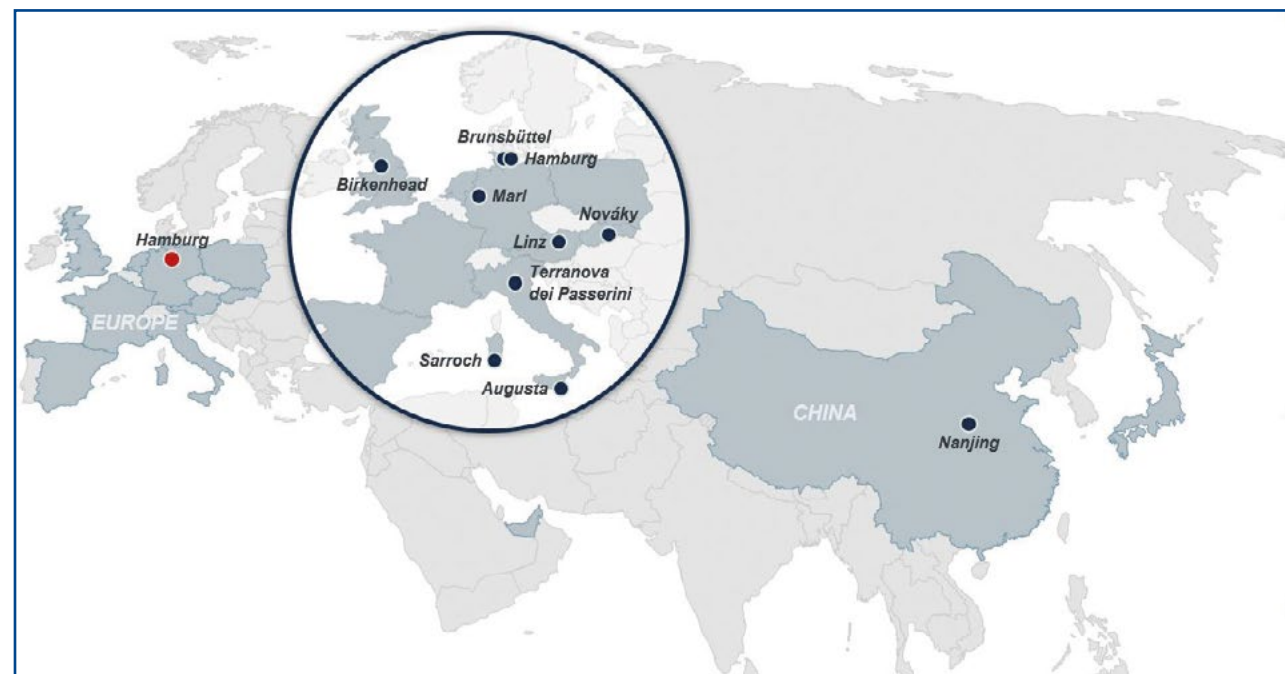 Brunsbüttel
Hamburg
Birkenhead
Marl
Nováky
Linz
Hamburg
Terranova
dei Passerini
EUROPE
Sarroch
Augusta
CHINA
Nanjing